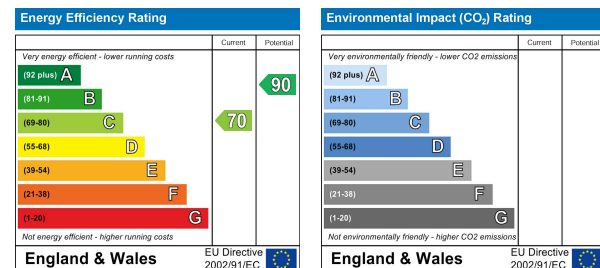 Energy Efficiency Rating
Current Potential
Very energy efficient - lower running costs
(92 plus) A
(81-91) B
(69-80) C
(55-68) D
(39-54) E
(21-38) F
(1-20) G
90
70
Not energy efficient - higher running costs
England & Wales
EU Directive
2002/91/EC
Environmental Impact (CO2) Rating
Current Potential
Very environmentally friendly - lower CO2 emissions
(92 plus) A
(81-91) B
(69-80) C
(55-68) D
(39-54) E
(21-38) F
(1-20) G
Not environmentally friendly - higher CO2 emissions
England & Wales
EU Directive
2002/91/EC